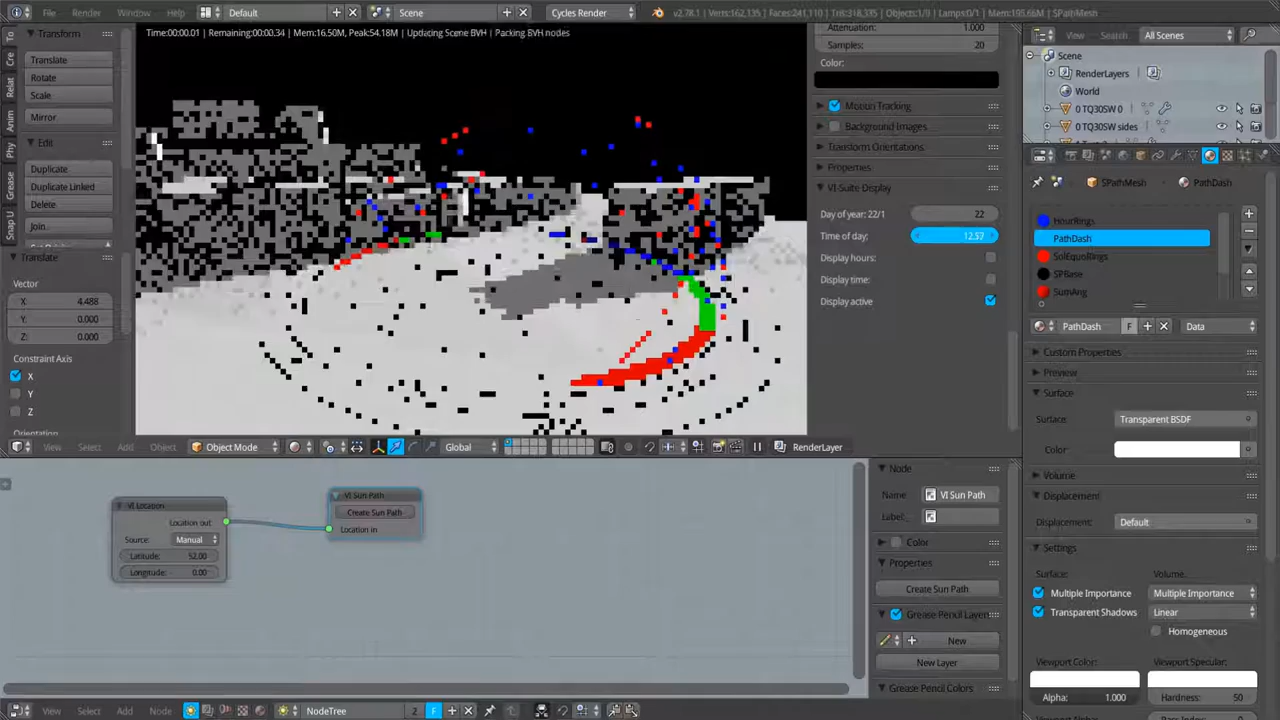 File Render Window Help Default Scene Cycles Render v2.78.1 | Verts:162,135 | Faces:241,110 | Tris:318,335 | Objects:1/9 | Lamps:0/1 | Mem:195.66M | SPathMesh
Time:00:00.01 | Remaining:00:00.34 | Mem:16.50M, Peak:54.18M | Updating Scene BVH | Packing BVH nodes
To
Cre
Relat
Anim
Phy
Grease
Snap U
Transform
Translate
Rotate
Scale
Mirror
Edit
Duplicate
Duplicate Linked
Delete
Join...
Translate
Vector
X 4.488
Y: 0.000
Z: 0.000
Constraint Axis
X
Y
Z
Orientation
Attenuation: 1.000
Samples: 20
Color:
Motion Tracking
Background Images
Transform Orientations
Properties
VI-Suite Display
Day of year: 22/1 22
Time of day: 12.57
Display hours:
Display time:
Display active
View Search All Scenes
Scene
RenderLayers
World
0 TQ30SW 0
0 TQ30SW sides
SPathMesh PathDash
HourRings
PathDash
SolEquoRings
SPBase
SumAng
PathDash F Data
Custom Properties
Preview
Surface
Surface: Transparent BSDF
Color:
Volume
Displacement
Displacement: Default
Settings
Surface: Volume:
Multiple Importance Multiple Importance
Transparent Shadows Linear
Homogeneous
Viewport Color: Viewport Specular:
Alpha: 1.000 Hardness: 50
View Select Add Object Object Mode Global RenderLayer
VI Location
Location out
Source: Manual
Latitude: 52.00
Longitude: 0.00
VI Sun Path
Create Sun Path
Location in
Node
Name: VI Sun Path
Label:
Color
Properties
Create Sun Path
Grease Pencil Layer
New
New Layer
Grease Pencil Colors
View Select Add Node NodeTree 2 F